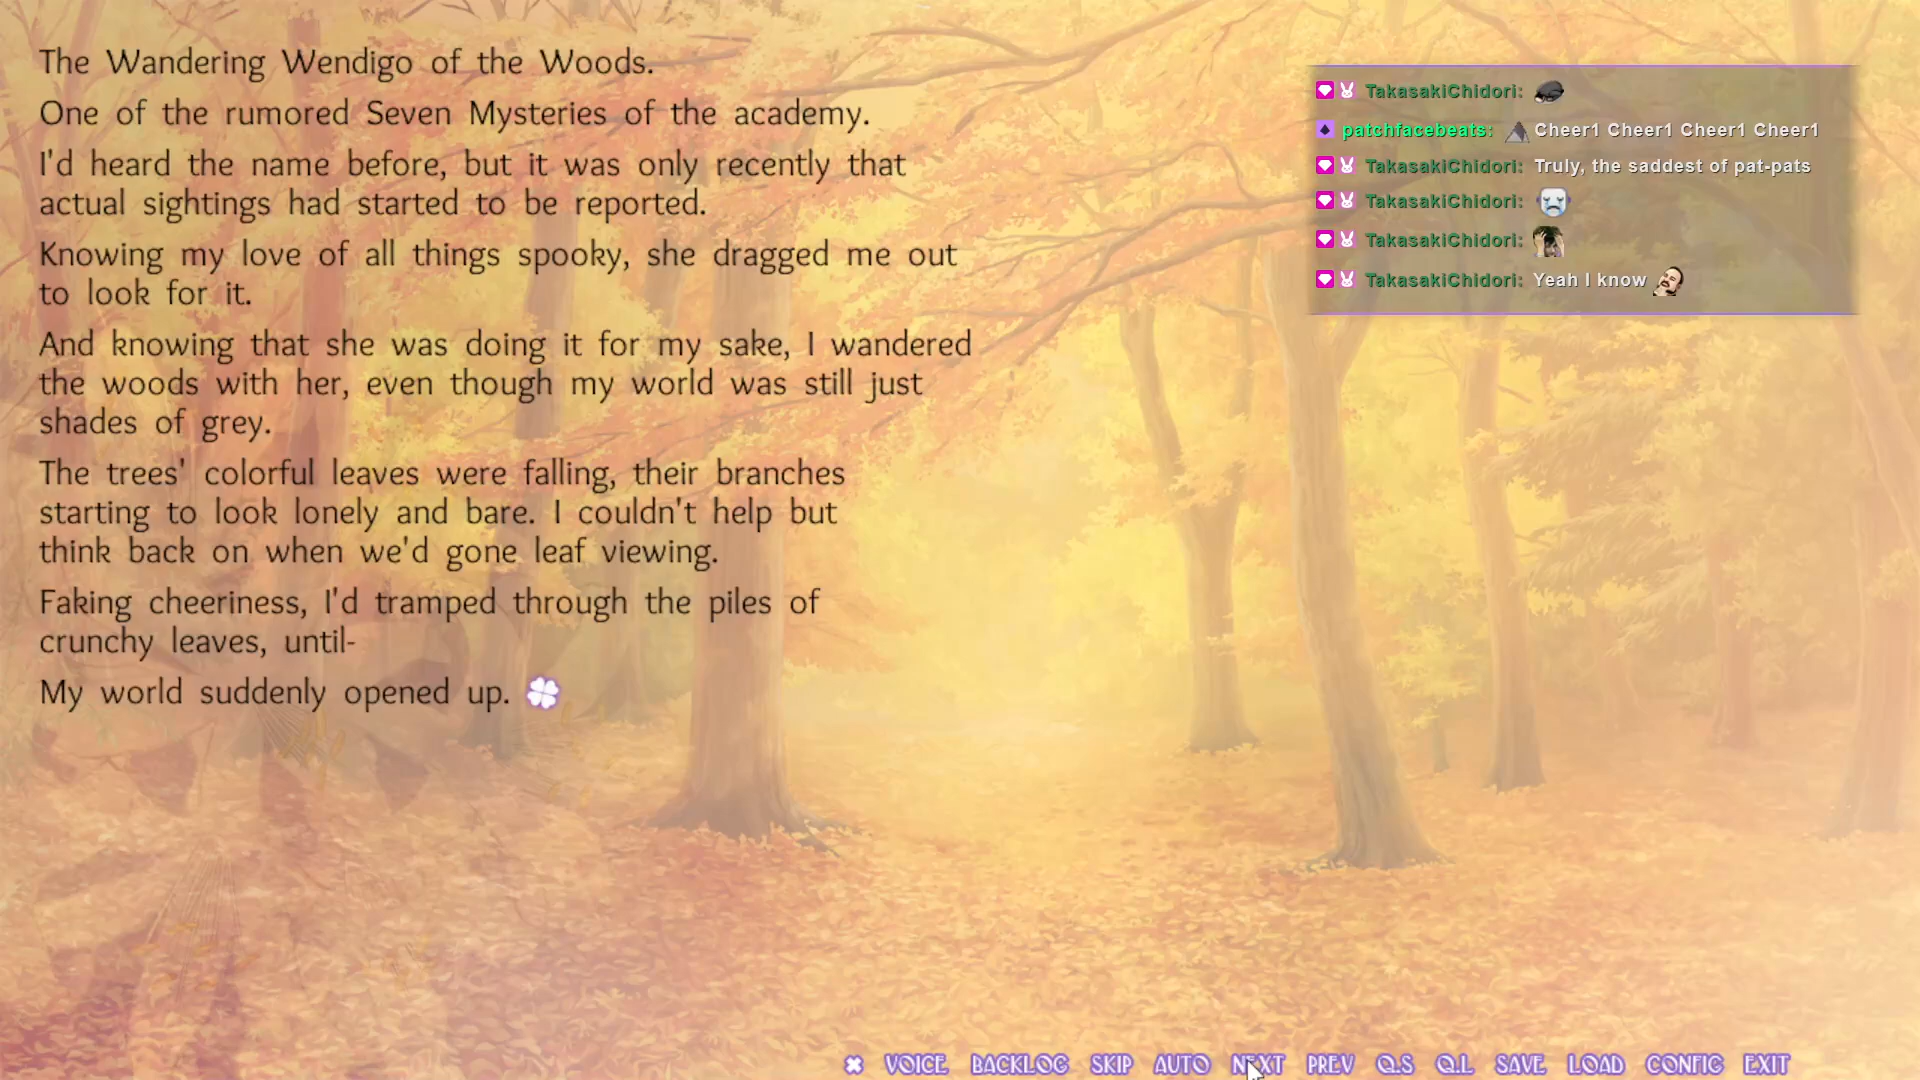 The Wandering Wendigo of the Woods.
One of the rumored Seven Mysteries of the academy.
I'd heard the name before, but it was only recently that
actual sightings had started to be reported.
Knowing my love of all things spooky, she dragged me out
to look for it.
And knowing that she was doing it for my sake, I wandered
the woods with her, even though my world was still just
shades of grey.
The trees' colorful leaves were falling, their branches
starting to look lonely and bare. I couldn't help but
think back on when we'd gone leaf viewing.
Faking cheeriness, I'd tramped through the piles of
crunchy leaves, until-
My world suddenly opened up.
TakasakiChidori:
patchfacebeats: Cheer1 Cheer1 Cheer1 Cheer1
TakasakiChidori: Truly, the saddest of pat-pats
TakasakiChidori:
TakasakiChidori:
TakasakiChidori: Yeah I know
VOICE BACKLOG SKIP AUTO NEXT PREV Q.S Q.L SAVE LOAD CONFIG EXIT